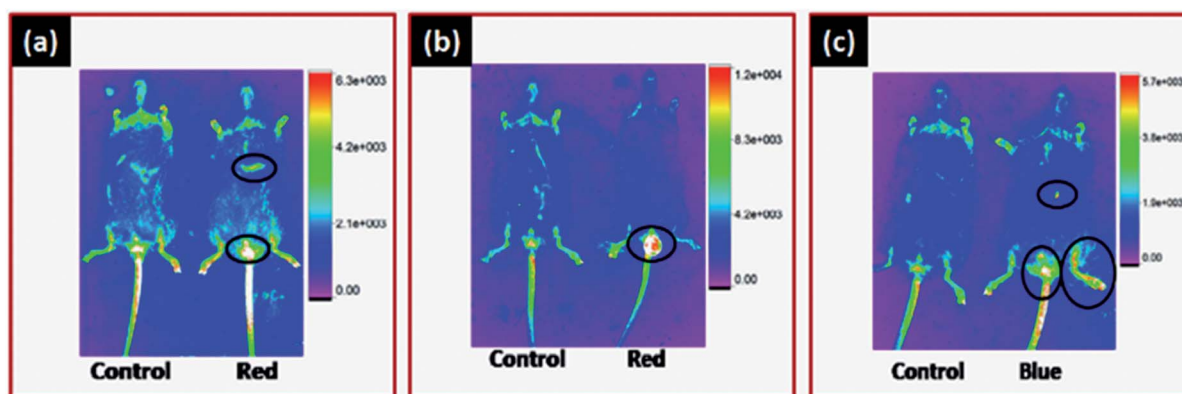 (a)
6.3e+003
4.2e+003
2.1e+003
0.00
Control Red
(b)
1.2e+004
8.3e+003
4.2e+003
0.00
Control Red
(c)
5.7e+003
3.8e+003
1.9e+003
0.00
Control Blue